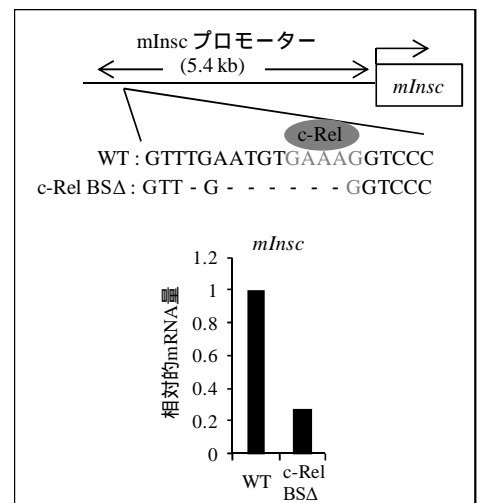 mInsc プロモーター
(5.4 kb)
mInsc
c-Rel
WT : GTTTGAATGTGAAAGGTCCC
c-Rel BSΔ : GTT - G - - - - - - - GGTCCC
mInsc
相対的mRNA量
1.2
1
0.8
0.6
0.4
0.2
0
WT
c-Rel
BSΔ